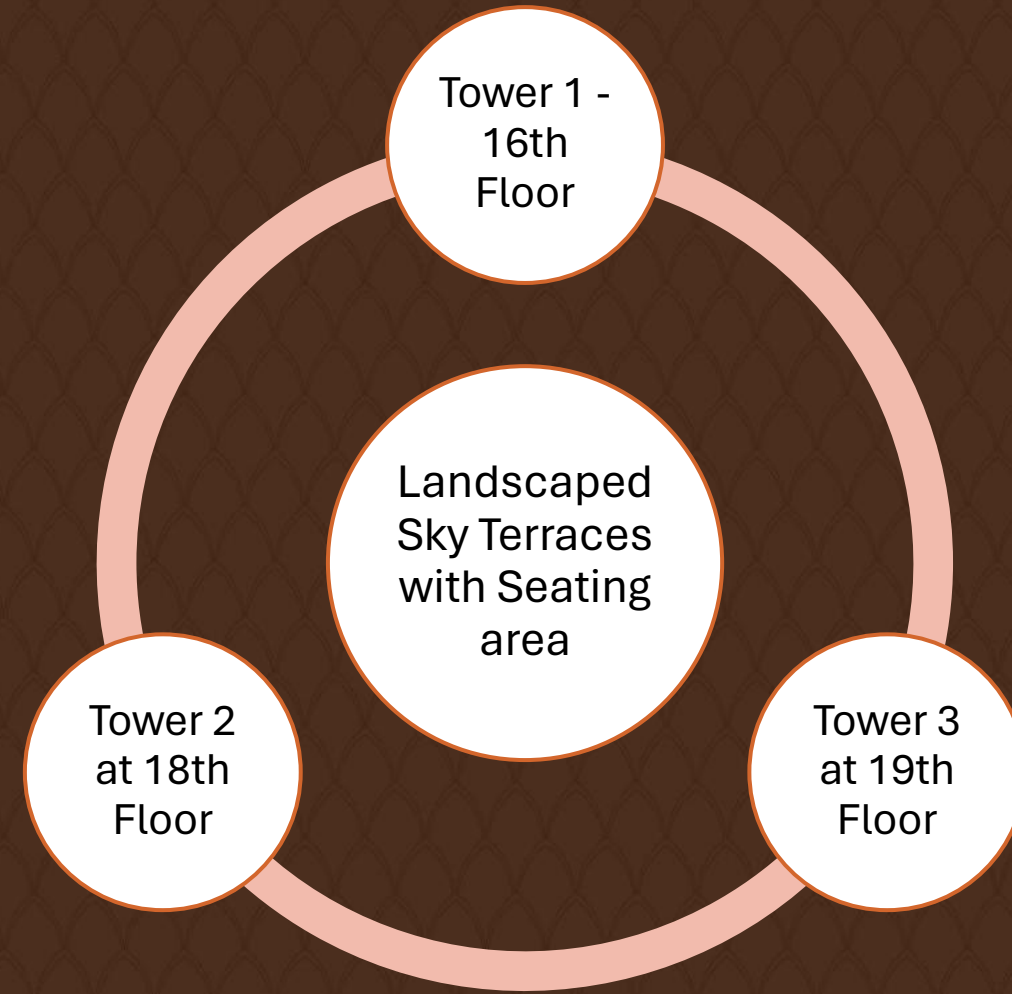 Tower 1 -
16th
Floor
Landscaped
Sky Terraces
with Seating
area
Tower 2
at 18th
Floor
Tower 3
at 19th
Floor